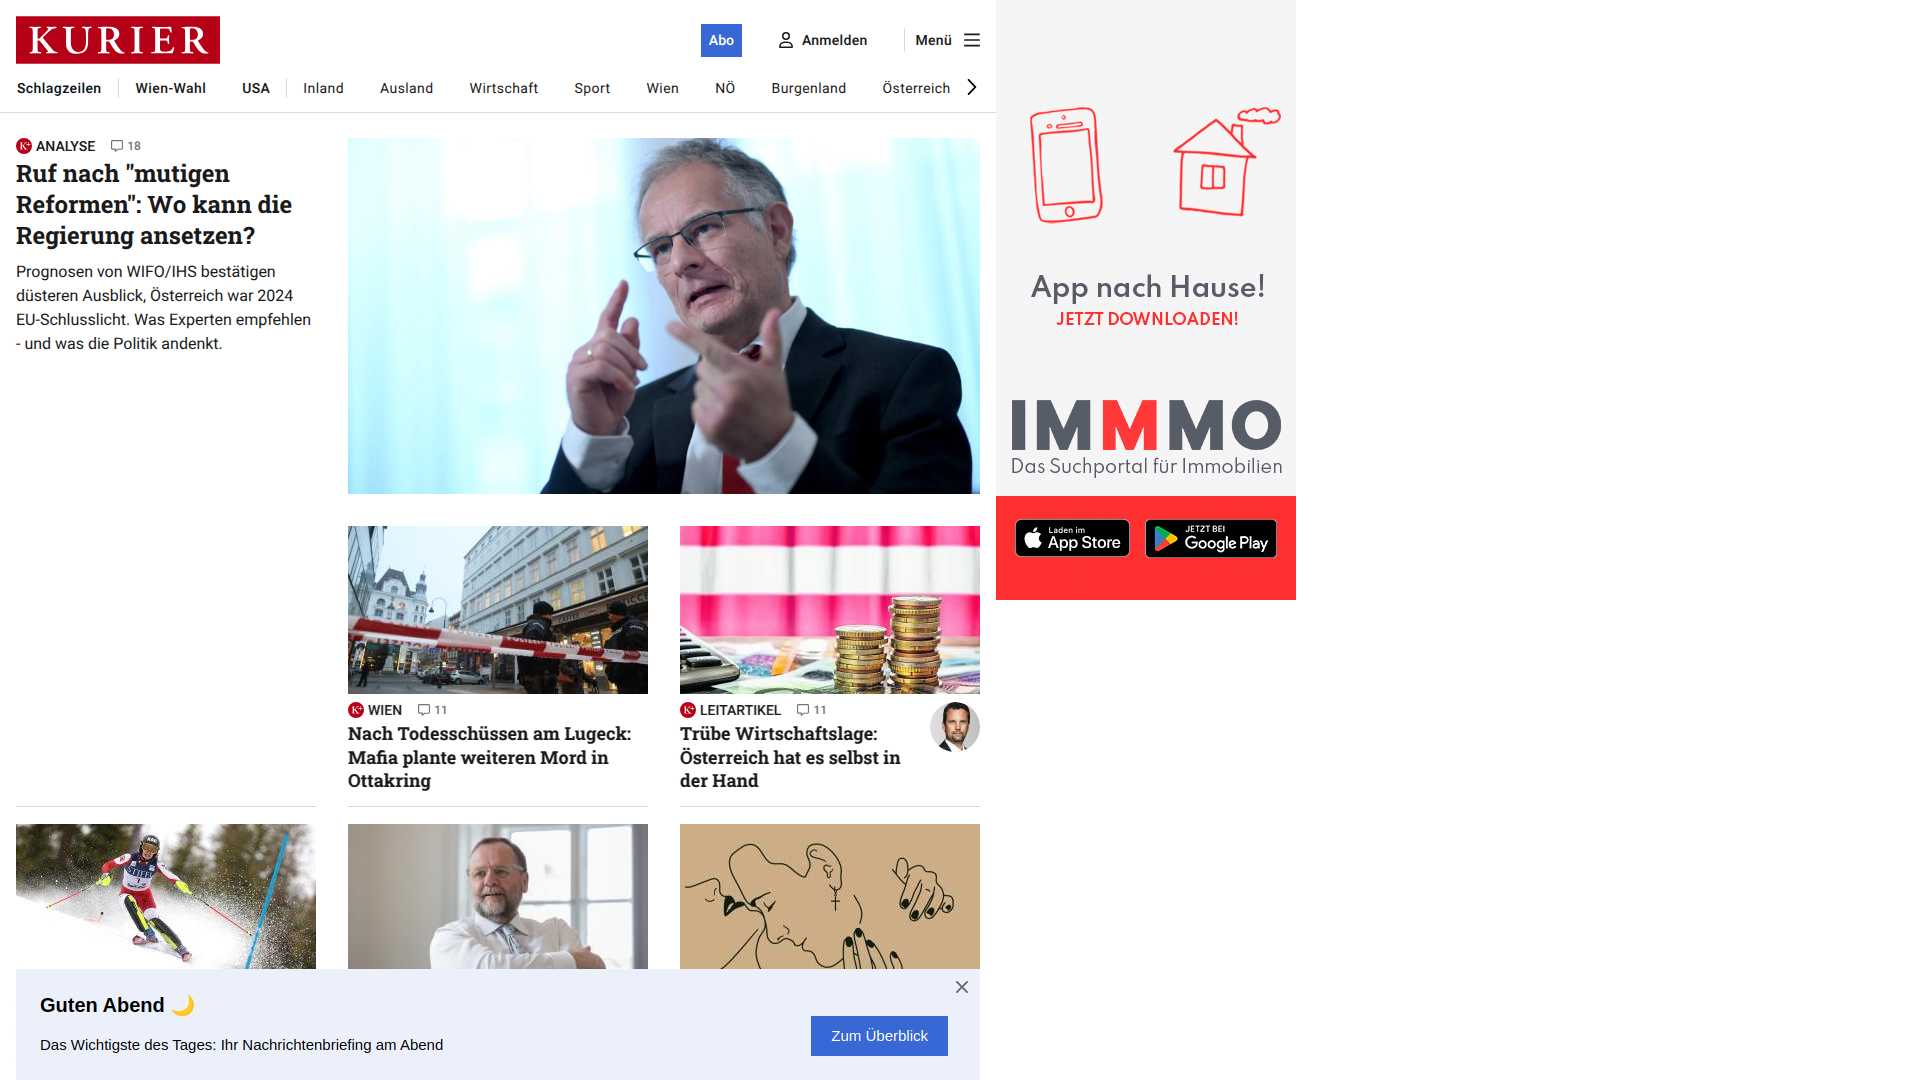 KURIER
Abo
Anmelden
Menü
Schlagzeilen
Wien-Wahl
USA
Inland
Ausland
Wirtschaft
Sport
Wien
NÖ
Burgenland
Österreich
ANALYSE
18
Ruf nach "mutigen
Reformen": Wo kann die
Regierung ansetzen?
Prognosen von WIFO/IHS bestätigen
düsteren Ausblick, Österreich war 2024
EU-Schlusslicht. Was Experten empfehlen
- und was die Politik andenkt.
WIEN
11
Nach Todesschüssen am Lugeck:
Mafia plante weiteren Mord in
Ottakring
LEITARTIKEL
11
Trübe Wirtschaftslage:
Österreich hat es selbst in
der Hand
Guten Abend
Das Wichtigste des Tages: Ihr Nachrichtenbriefing am Abend
Zum Überblick
App nach Hause!
JETZT DOWNLOADEN!
IMMMO
Das Suchportal für Immobilien
Laden im
App Store
JETZT BEI
Google Play